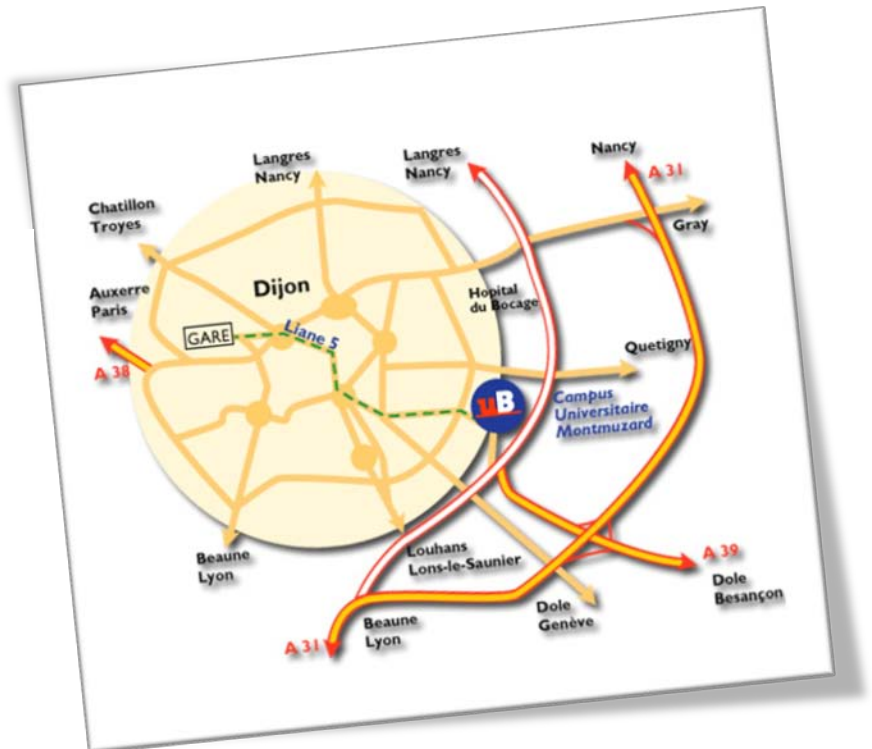 Langres
Nancy
Langres
Nancy
Nancy
A 31
Chatillon
Troyes
Gray
Dijon
Hopital
du Bocage
Auxerre
Paris
GARE
Liane 5
Quetigny
A 38
uB
Campus
Universitaire
Montmuzard
Beaune
Lyon
Louhans
Lons-le-Saunier
A 39
Dole
Besançon
Dole
Genève
Beaune
Lyon
A 31